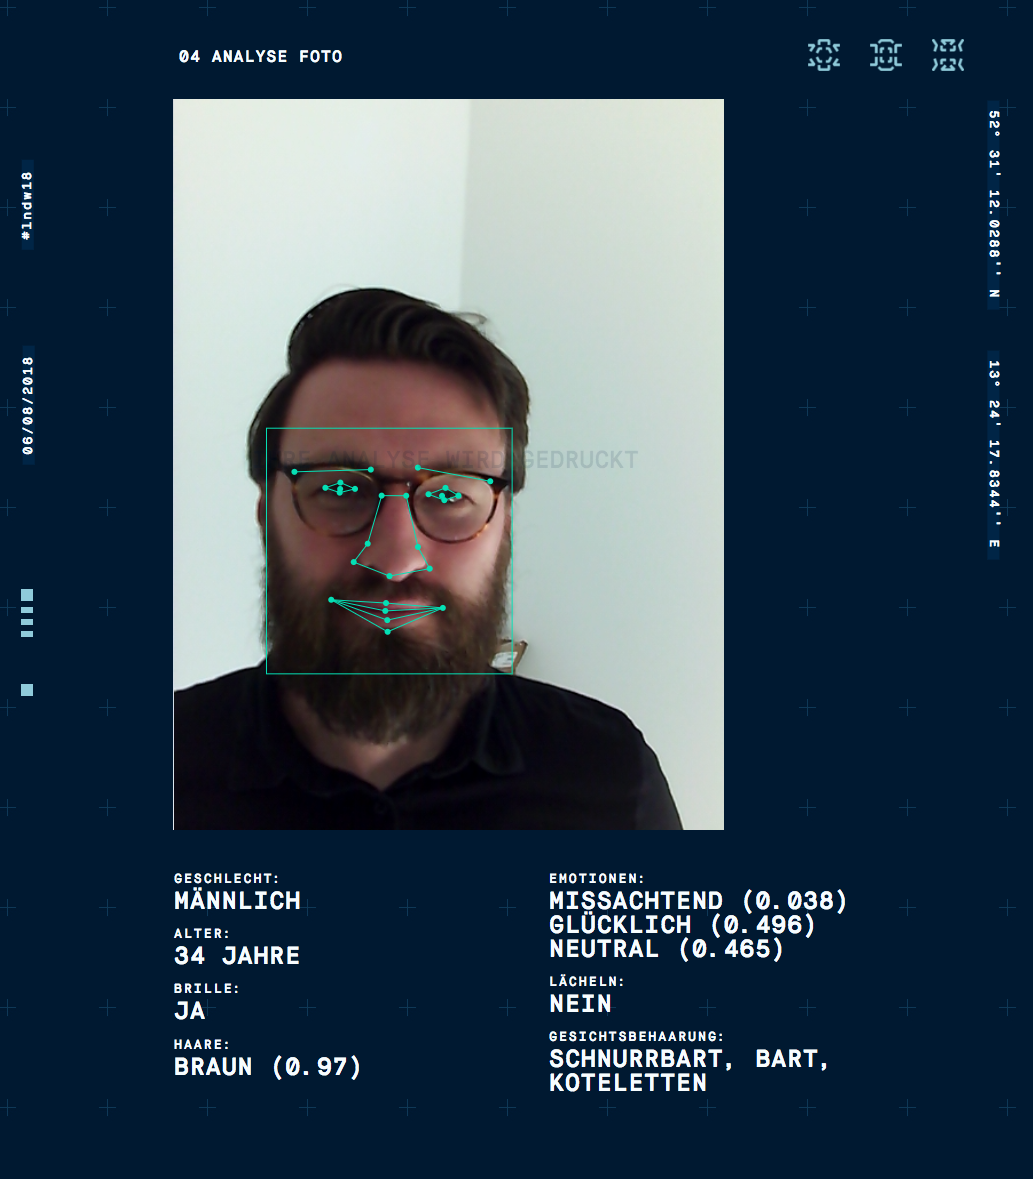 04 ANALYSE FOTO
#lndw18
06/08/2018
52° 31' 12.0288'' N
13° 24' 17.8344'' E
RE ANALYSE WIRD GEDRUCKT
GESCHLECHT:
MÄNNLICH
ALTER:
34 JAHRE
BRILLE:
JA
HAARE:
BRAUN (0.97)
EMOTIONEN:
MISSACHTEND (0.038)
GLÜCKLICH (0.496)
NEUTRAL (0.465)
LÄCHELN:
NEIN
GESICHTSBEHAARUNG:
SCHNURRBART, BART,
KOTELETTEN